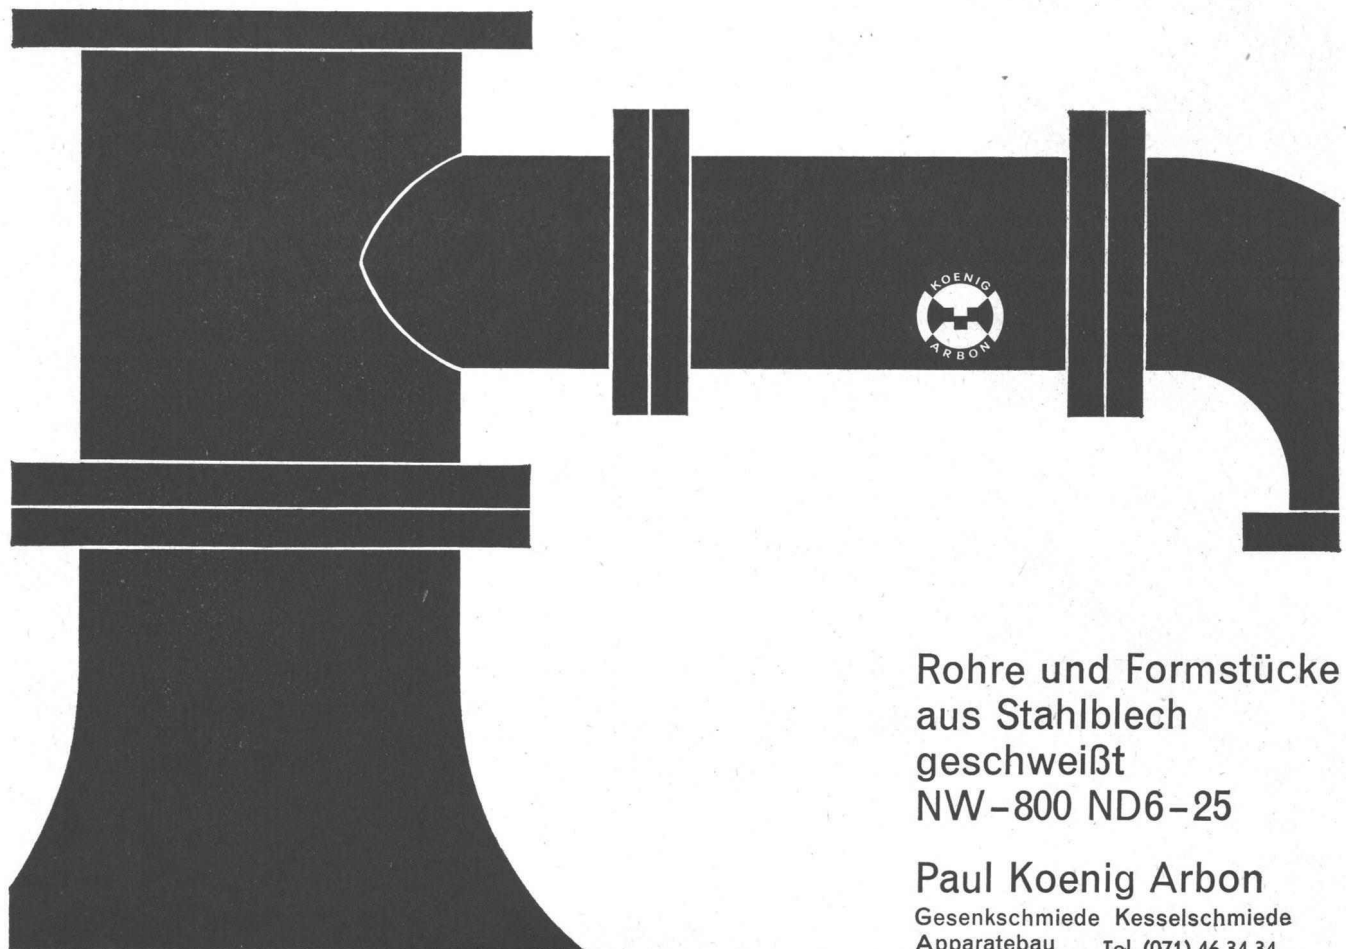 KOENIG
ARBON
Rohre und Formstücke
aus Stahlblech
geschweißt
NW–800 ND6–25
Paul Koenig Arbon
Gesenkschmiede Kesselschmiede
Apparatebau Tel. (071) 46 34 34